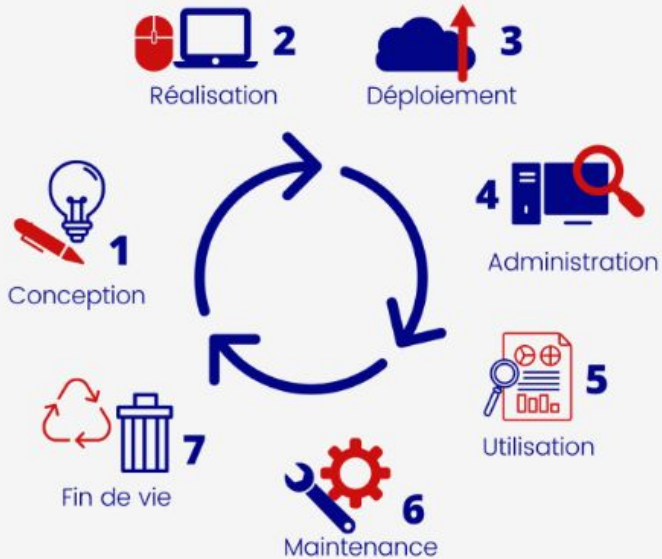 1
Conception
2
Réalisation
3
Déploiement
4
Administration
5
Utilisation
6
Maintenance
7
Fin de vie